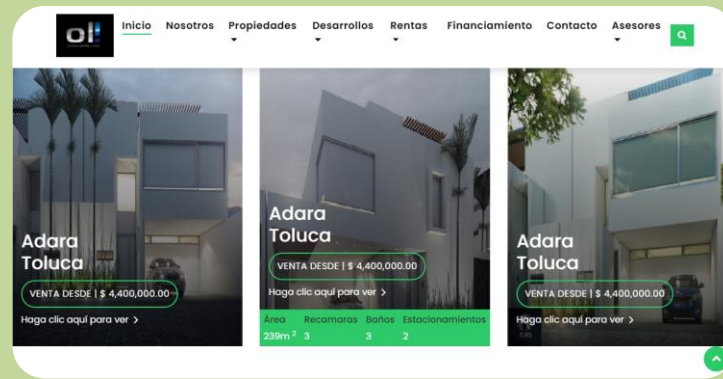 ol
Inicio Nosotros Propiedades Desarrollos Rentas Financiamiento Contacto Asesores
Adara
Toluca
VENTA DESDE | $ 4,400,000.00
Haga clic aquí para ver >
Adara
Toluca
VENTA DESDE | $ 4,400,000.00
Haga clic aquí para ver >
Área Recamaras Baños Estacionamientos
239m ² 3 3 2
Adara
Toluca
VENTA DESDE | $ 4,400,000.00
Haga clic aquí para ver >